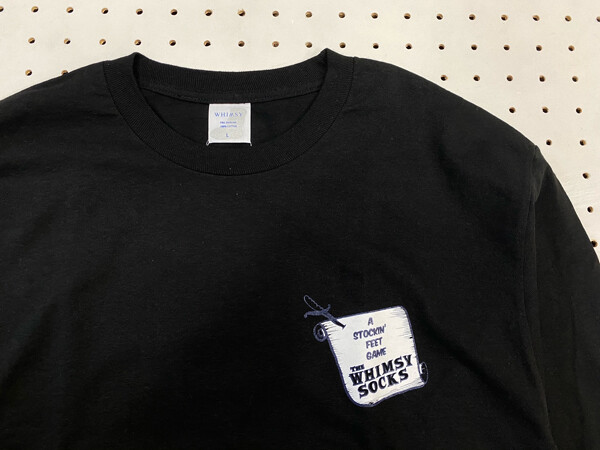 WHIMSY
L
A
STOCKIN'
FEET
GAME
THE
WHIMSY
SOCKS